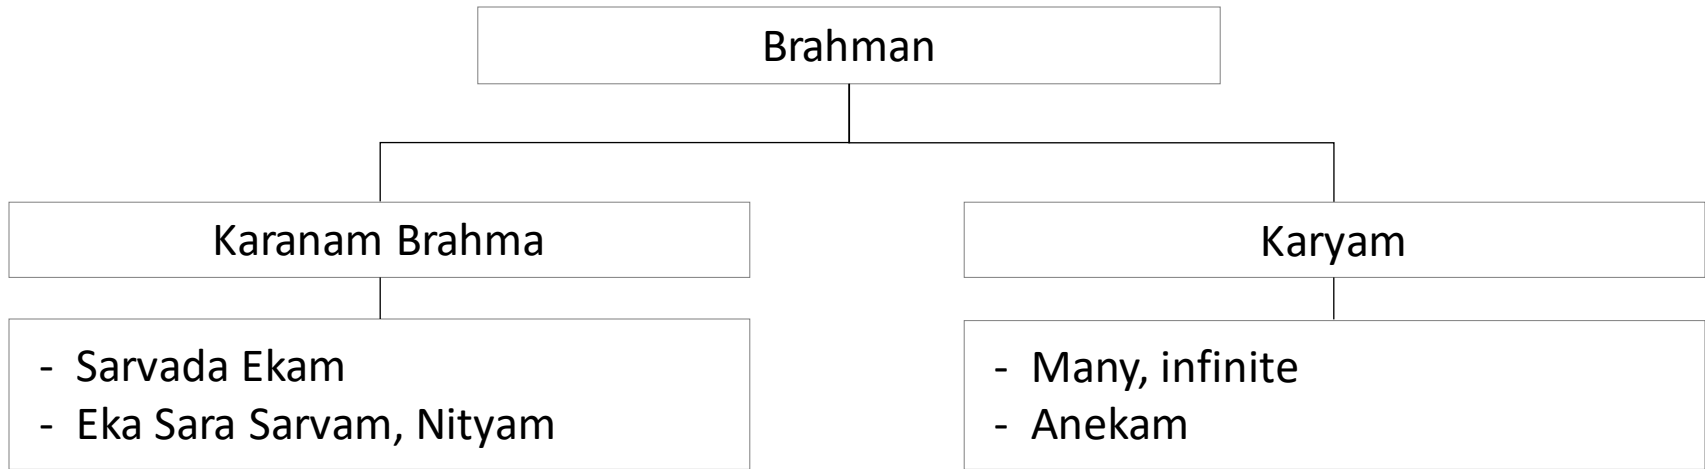 Brahman
Karanam Brahma
Karyam
- Sarvada Ekam
- Eka Sara Sarvam, Nityam
- Many, infinite
- Anekam